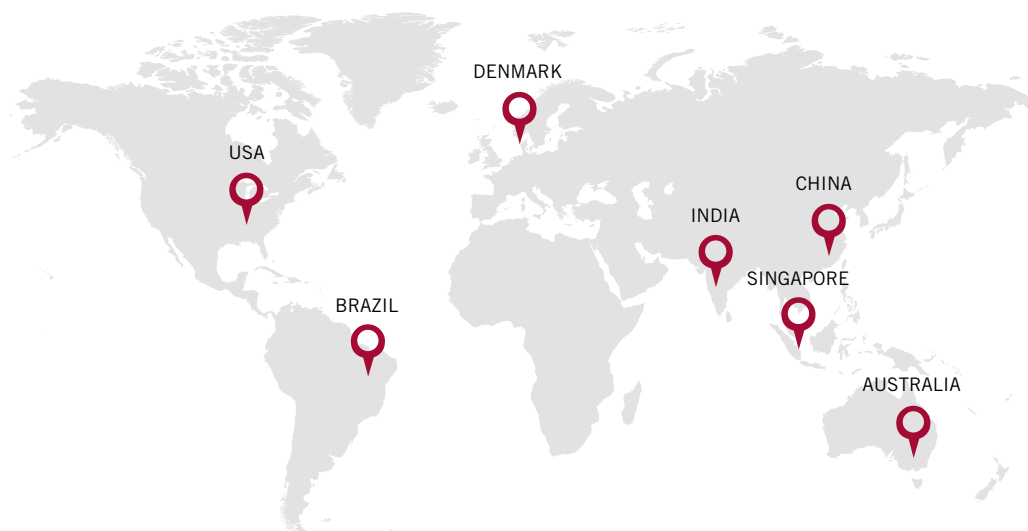 DENMARK
USA
CHINA
INDIA
SINGAPORE
BRAZIL
AUSTRALIA